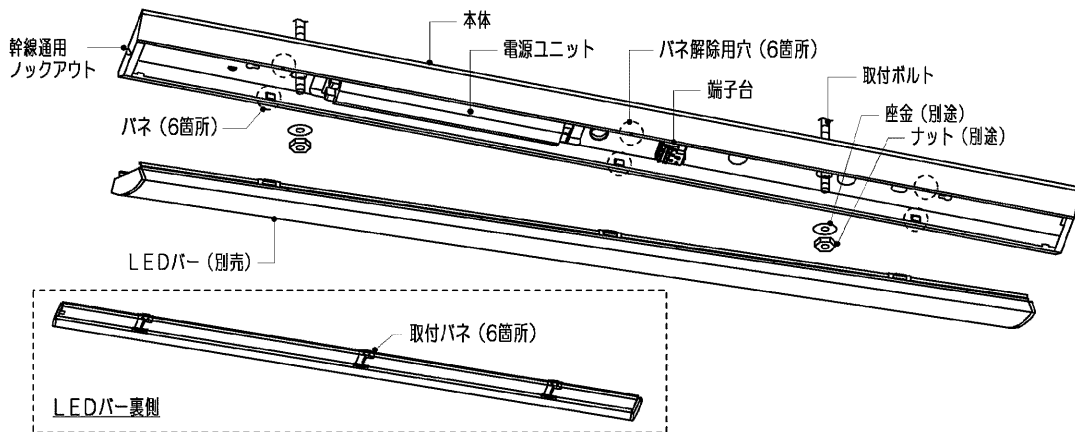 本体
電源ユニット
バネ解除用穴 (6箇所)
幹線通用
ノックアウト
端子台
取付ボルト
座金 (別途)
ナット (別途)
バネ (6箇所)
LEDバー (別売)
取付バネ (6箇所)
LEDバー裏側